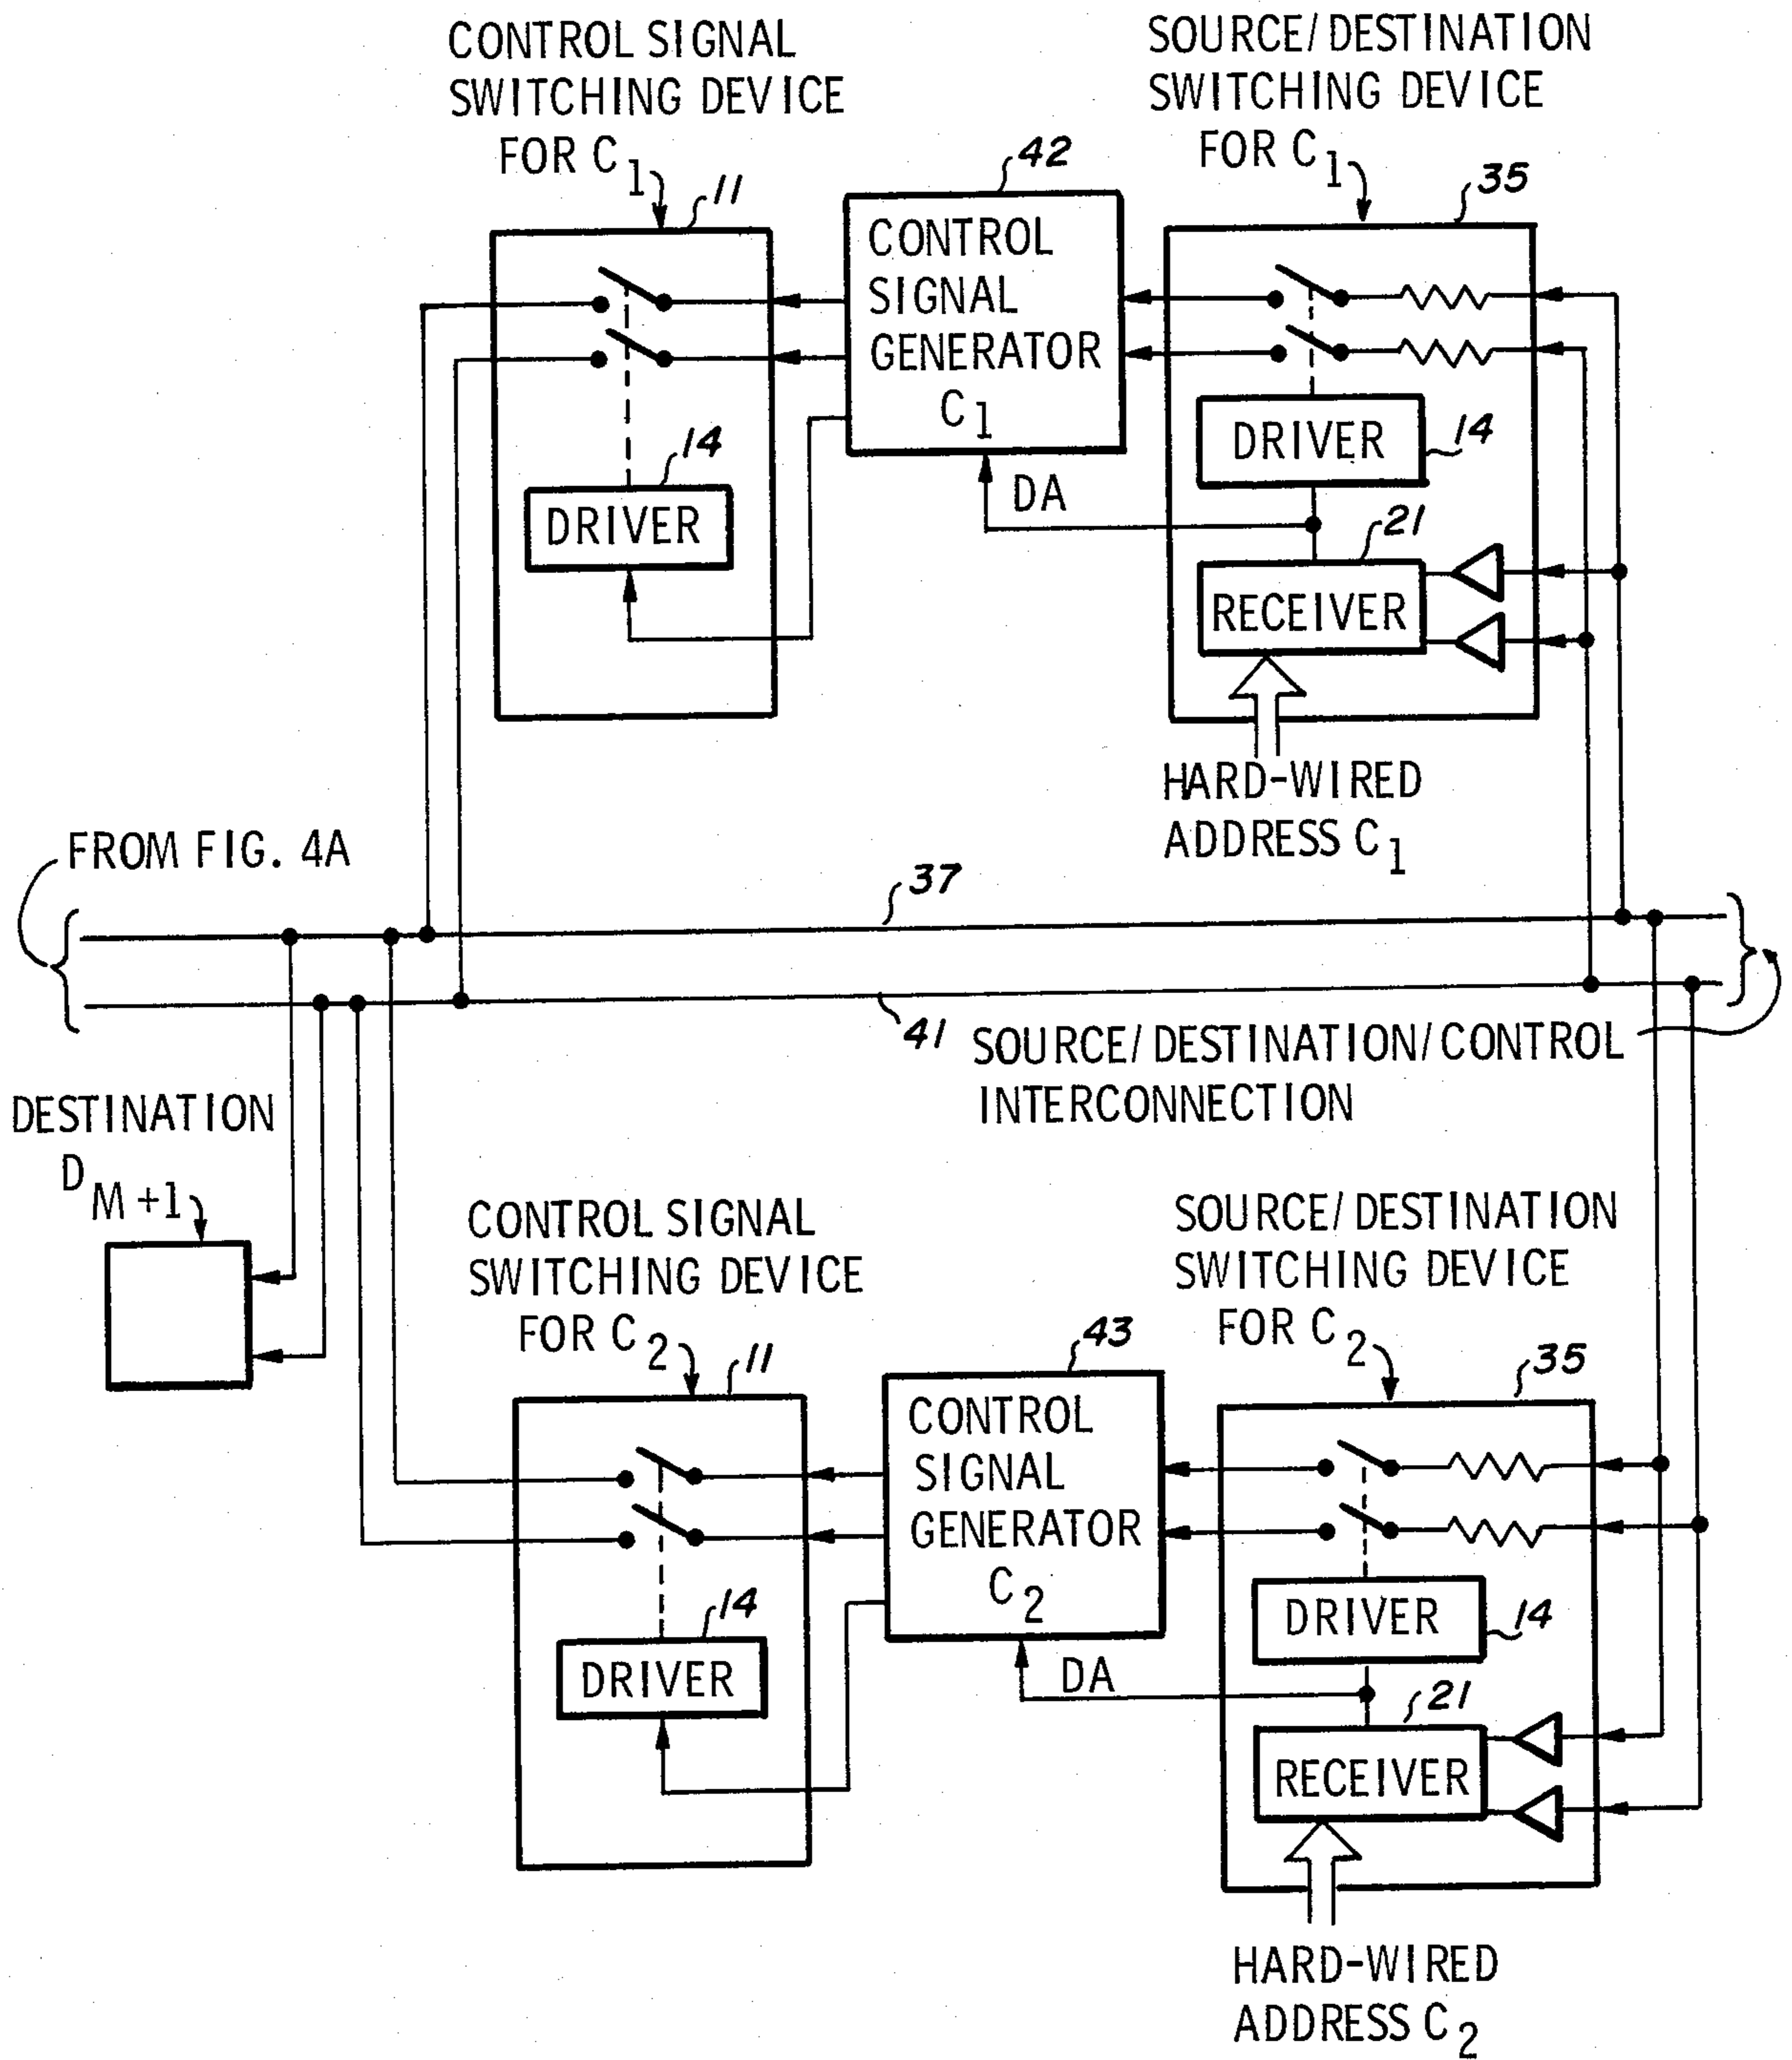 CONTROL SIGNAL
SWITCHING DEVICE
FOR C1
11
42
SOURCE/DESTINATION
SWITCHING DEVICE
FOR C1
35
CONTROL
SIGNAL
GENERATOR
C1
14
DRIVER
DRIVER
14
DA
21
RECEIVER
HARD-WIRED
ADDRESS C1
FROM FIG. 4A
37
41
SOURCE/DESTINATION/CONTROL
INTERCONNECTION
DESTINATION
DM+1
CONTROL SIGNAL
SWITCHING DEVICE
FOR C2
11
43
SOURCE/DESTINATION
SWITCHING DEVICE
FOR C2
35
CONTROL
SIGNAL
GENERATOR
C2
14
DRIVER
DRIVER
14
DA
21
RECEIVER
HARD-WIRED
ADDRESS C2